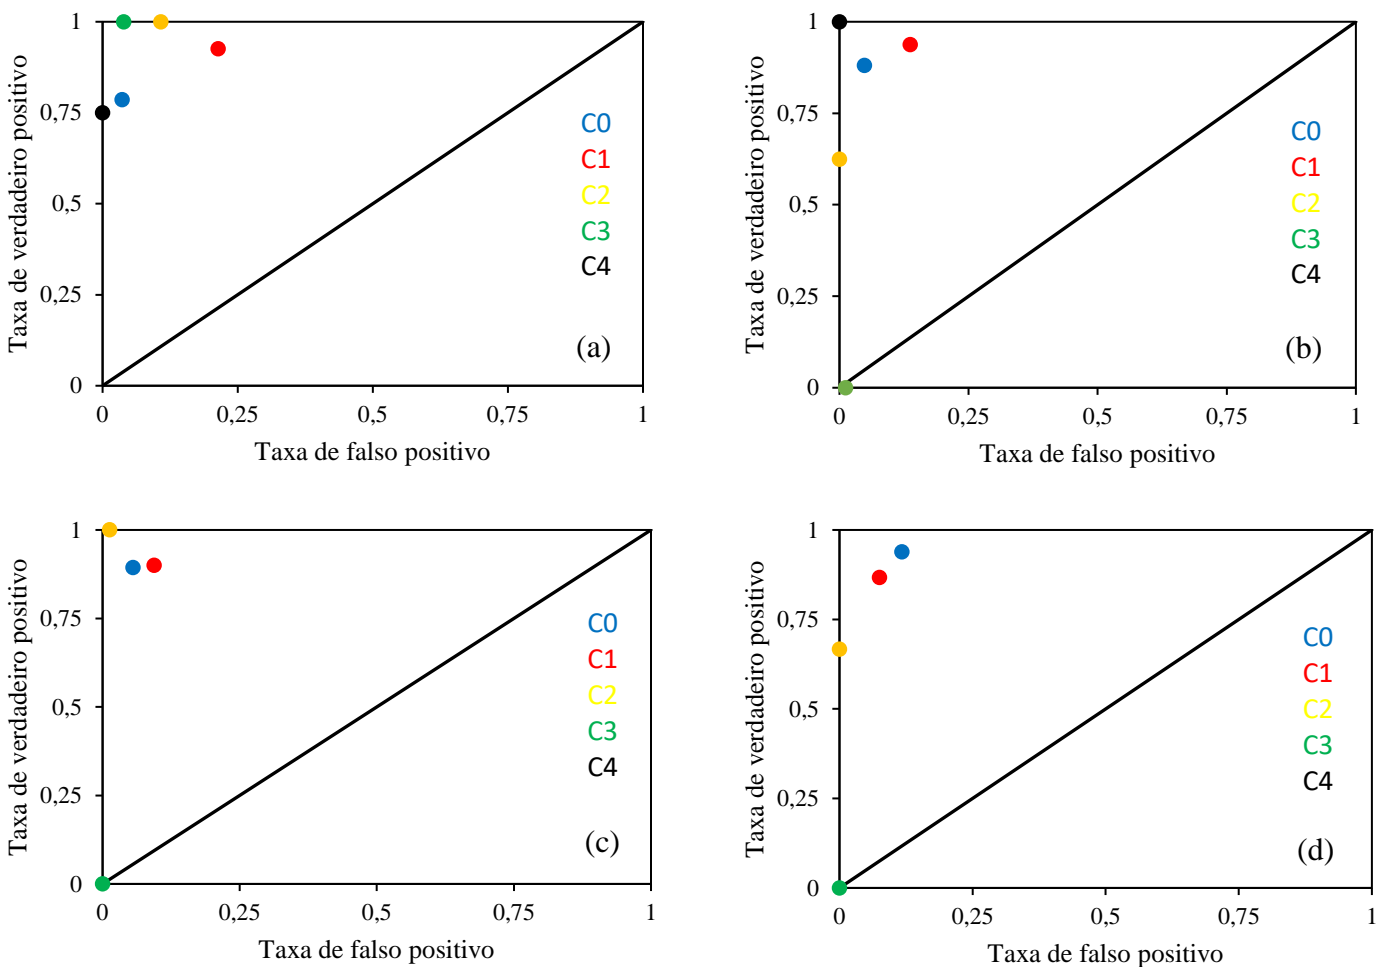 Taxa de verdadeiro positivo
1
0,75
0,5
0,25
0
0
0,25
0,5
0,75
1
Taxa de falso positivo
C0
C1
C2
C3
C4
(a)
Taxa de verdadeiro positivo
1
0,75
0,5
0,25
0
0
0,25
0,5
0,75
1
Taxa de falso positivo
C0
C1
C2
C3
C4
(b)
Taxa de verdadeiro positivo
1
0,75
0,5
0,25
0
0
0,25
0,5
0,75
1
Taxa de falso positivo
C0
C1
C2
C3
C4
(c)
Taxa de verdadeiro positivo
1
0,75
0,5
0,25
0
0
0,25
0,5
0,75
1
Taxa de falso positivo
C0
C1
C2
C3
C4
(d)